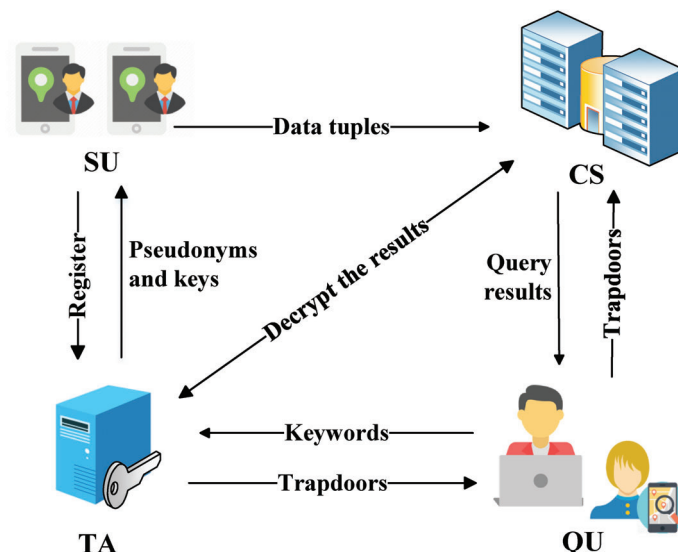 Data tuples
SU
CS
Register
Pseudonyms
and keys
Decrypt the results
Query
results
Trapdoors
Keywords
Trapdoors
TA
OU